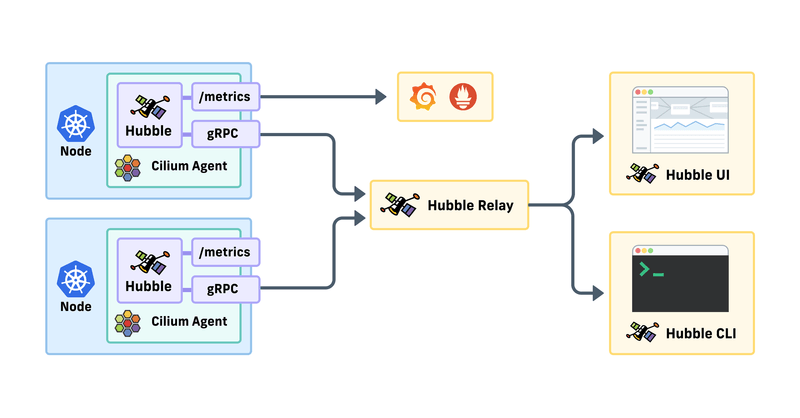 /metrics
Hubble
gRPC
Node
Cilium Agent
/metrics
Hubble
gRPC
Node
Cilium Agent
Hubble Relay
Hubble UI
>_
Hubble CLI